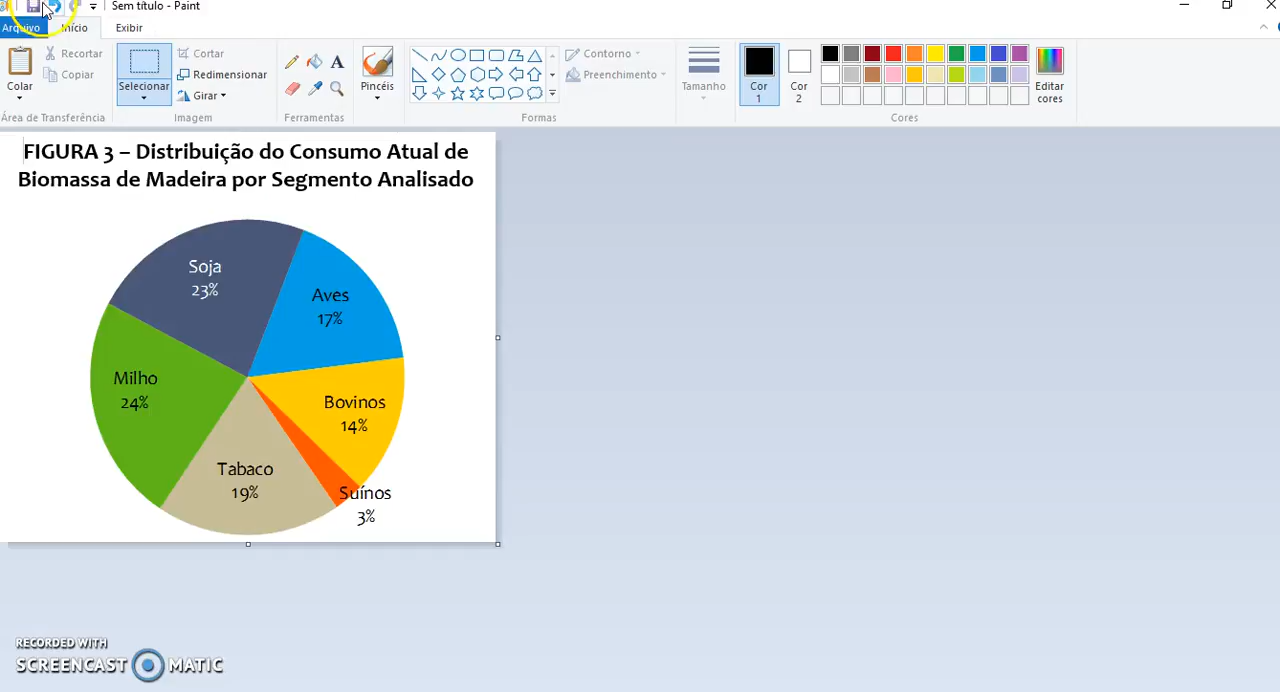 Sem título - Paint
Arquivo Início Exibir
Colar
Recortar
Copiar
Área de Transferência
Selecionar
Cortar
Redimensionar
Girar
Imagem
A
Ferramentas
Pincéis
Contorno
Preenchimento
Formas
Tamanho
Cor
1
Cor
2
Editar
cores
Cores
FIGURA 3 – Distribuição do Consumo Atual de
Biomassa de Madeira por Segmento Analisado
Soja
23%
Aves
17%
Milho
24%
Bovinos
14%
Tabaco
19%
Suínos
3%
RECORDED WITH
SCREENCAST MATIC